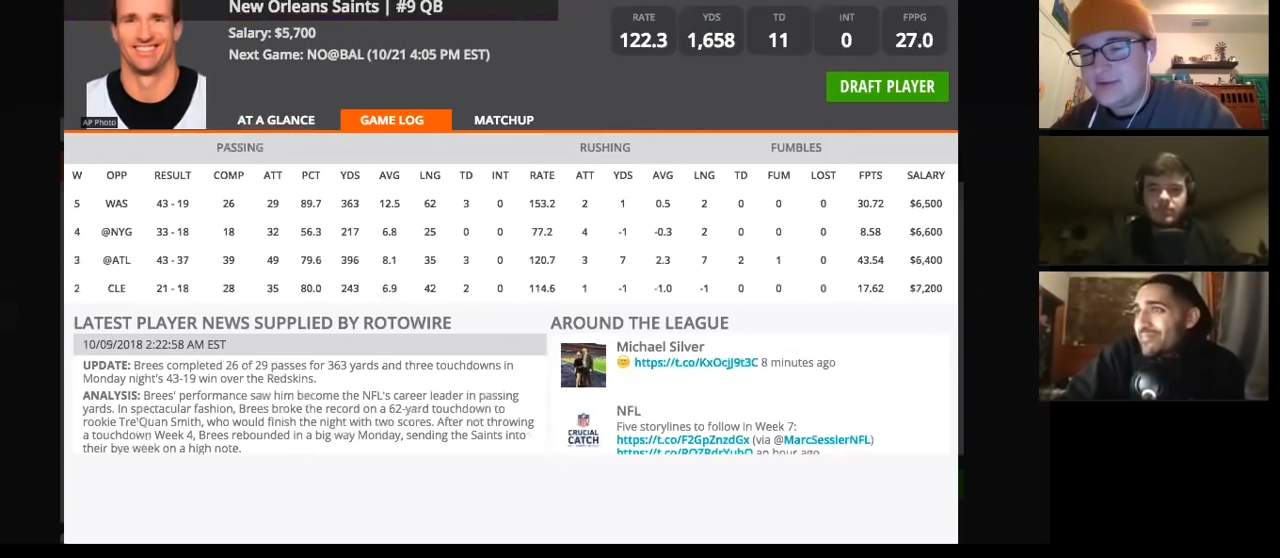 New Orleans Saints | #9 QB
Salary: $5,700
Next Game: NO@BAL (10/21 4:05 PM EST)
RATE YDS TD INT FPPG
122.3 1,658 11 0 27.0
DRAFT PLAYER
AP Photo
AT A GLANCE GAME LOG MATCHUP
PASSING RUSHING FUMBLES
W OPP RESULT COMP ATT PCT YDS AVG LNG TD INT RATE ATT YDS AVG LNG TD FUM LOST FPTS SALARY
5 WAS 43 - 19 26 29 89.7 363 12.5 62 3 0 153.2 2 1 0.5 2 0 0 0 30.72 $6,500
4 @NYG 33 - 18 18 32 56.3 217 6.8 25 0 0 77.2 4 -1 -0.3 2 0 0 0 8.58 $6,600
3 @ATL 43 - 37 39 49 79.6 396 8.1 35 3 0 120.7 3 7 2.3 7 2 1 0 43.54 $6,400
2 CLE 21 - 18 28 35 80.0 243 6.9 42 2 0 114.6 1 -1 -1.0 -1 0 0 0 17.62 $7,200
LATEST PLAYER NEWS SUPPLIED BY ROTOWIRE
10/09/2018 2:22:58 AM EST
UPDATE: Brees completed 26 of 29 passes for 363 yards and three touchdowns in
Monday night's 43-19 win over the Redskins.
ANALYSIS: Brees' performance saw him become the NFL's career leader in passing
yards. In spectacular fashion, Brees broke the record on a 62-yard touchdown to
rookie Tre'Quan Smith, who would finish the night with two scores. After not throwing
a touchdown Week 4, Brees rebounded in a big way Monday, sending the Saints into
their bye week on a high note.
AROUND THE LEAGUE
Michael Silver
https://t.co/KxOcjJ9t3C 8 minutes ago
CRUCIAL
CATCH
NFL
Five storylines to follow in Week 7:
https://t.co/F2GpZnzdGx (via @MarcSesslerNFL)
an hour ago